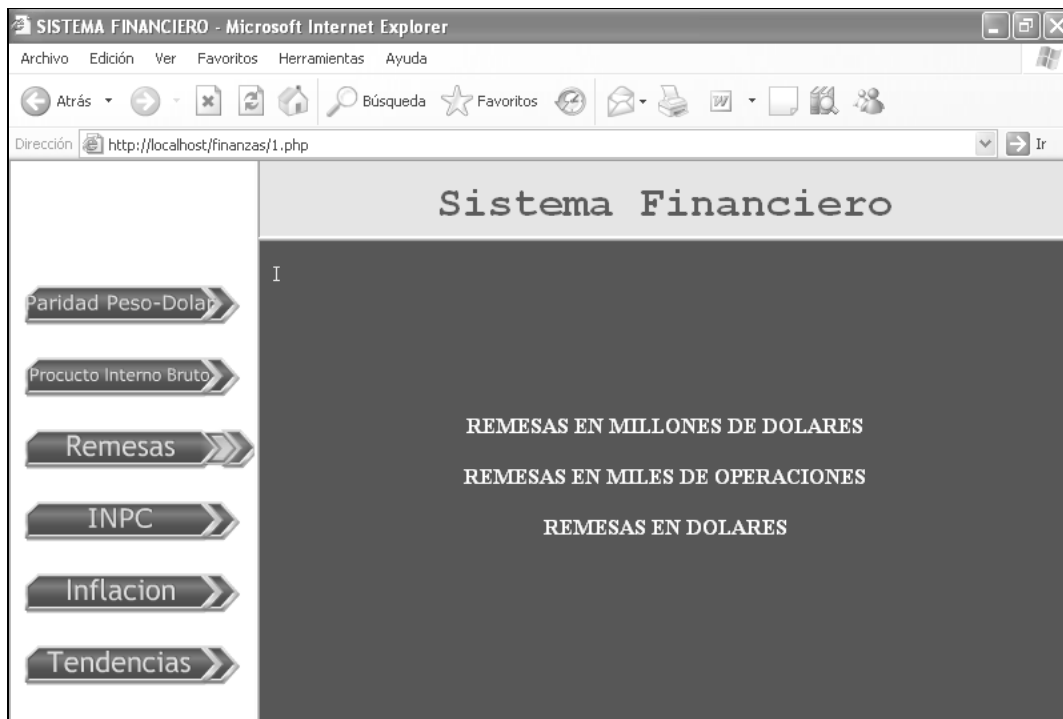 SISTEMA FINANCIERO - Microsoft Internet Explorer
Archivo Edición Ver Favoritos Herramientas Ayuda
Atrás Búsqueda Favoritos
Dirección http://localhost/finanzas/1.php Ir
Sistema Financiero
Paridad Peso-Dolar
Procucto Interno Bruto
Remesas
INPC
Inflacion
Tendencias
REMESAS EN MILLONES DE DOLARES
REMESAS EN MILES DE OPERACIONES
REMESAS EN DOLARES